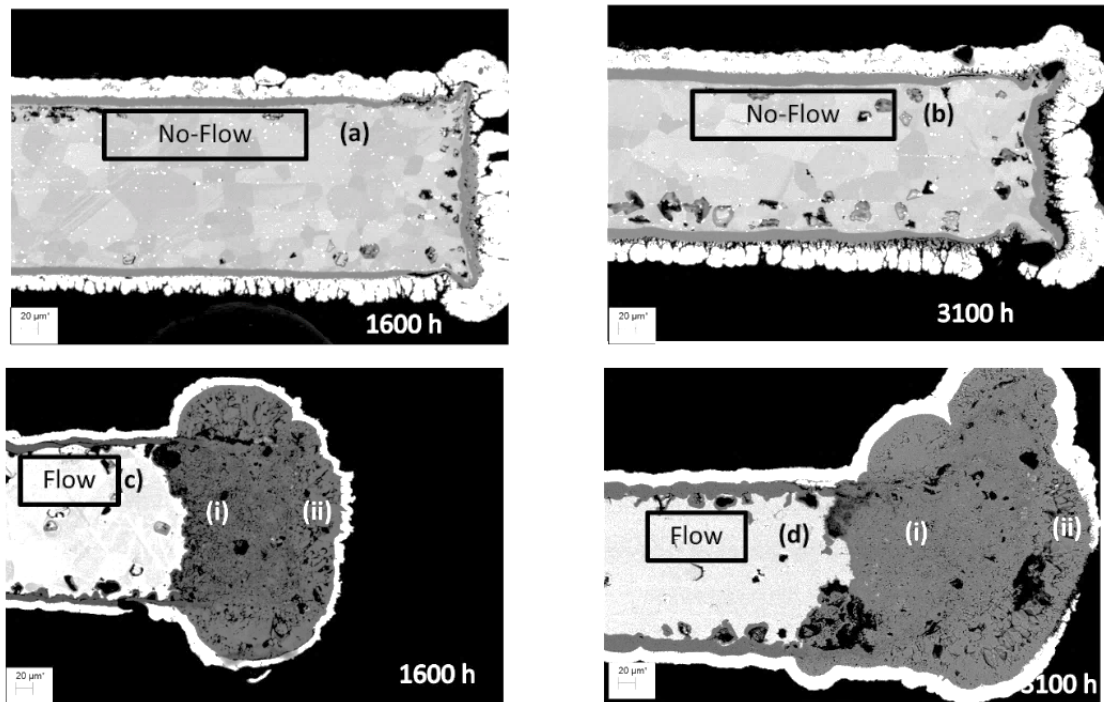 No-Flow
(a)
20 µm*
1600 h
No-Flow
(b)
20 µm*
3100 h
Flow
c)
(i)
(ii)
20 µm*
1600 h
Flow
(d)
(i)
(ii)
20 µm*
3100 h